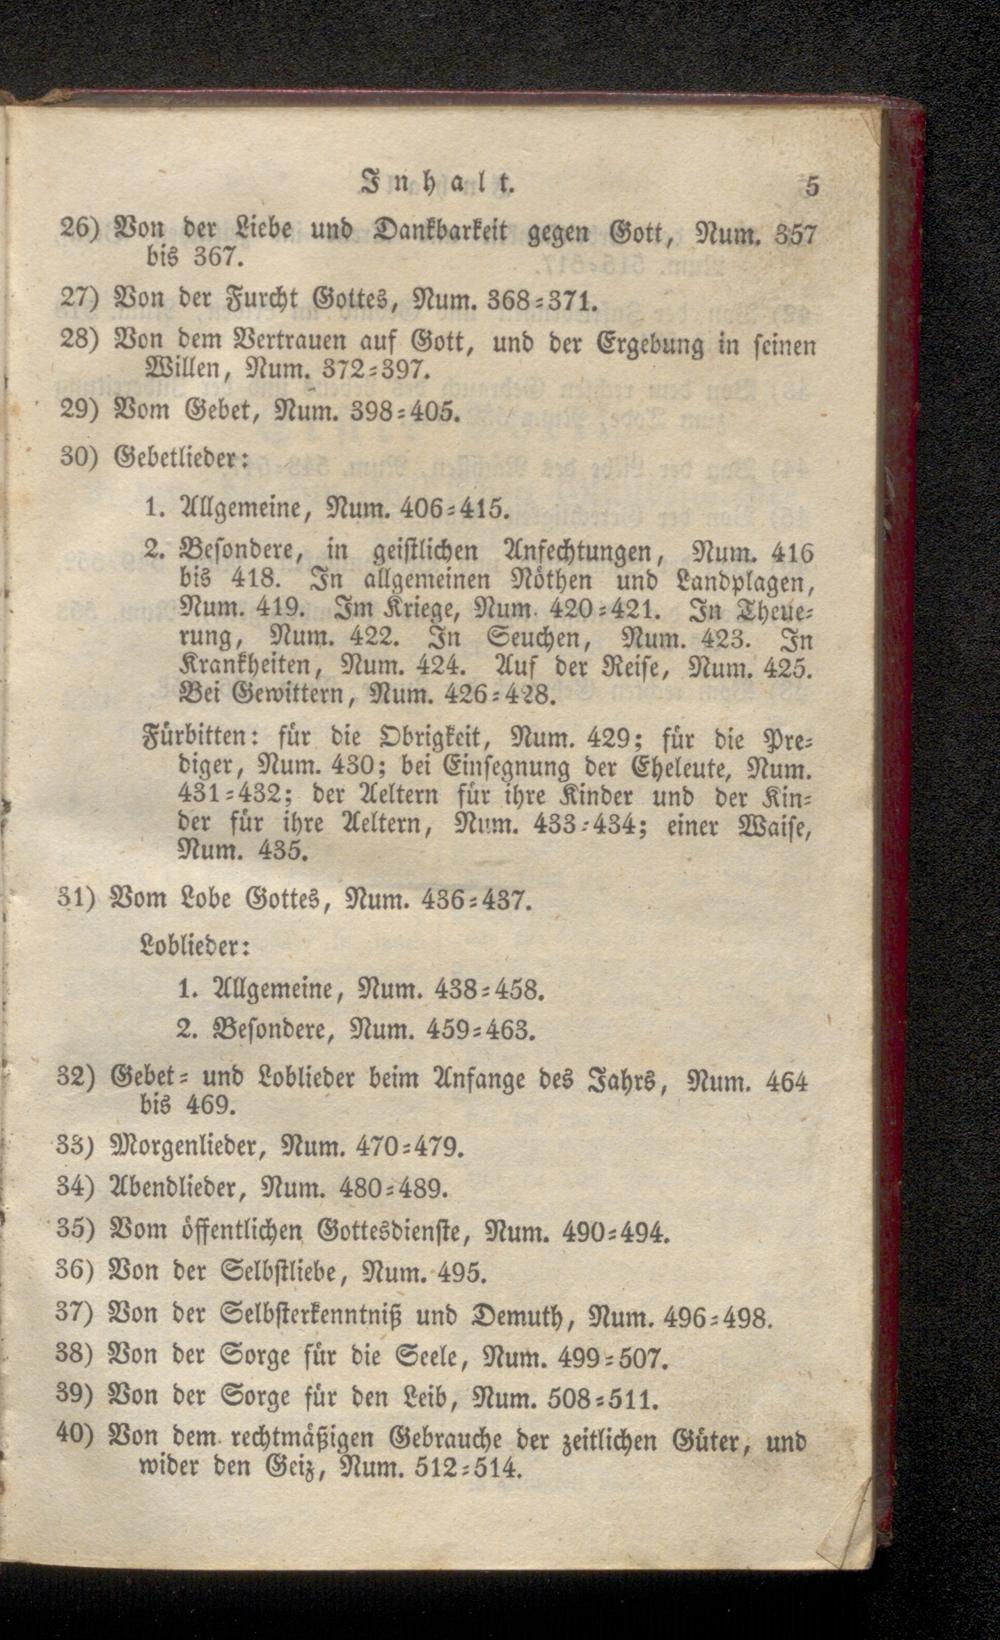 Inhalt. 5
26) Von der Liebe und Dankbarkeit gegen Gott, Num. 357
bis 367.
27) Von der Furcht Gottes, Num. 368=371.
28) Von dem Vertrauen auf Gott, und der Ergebung in seinen
Willen, Num. 372=397.
29) Vom Gebet, Num. 398=405.
30) Gebetlieder:
1. Allgemeine, Num. 406=415.
2. Besondere, in geistlichen Anfechtungen, Num. 416
bis 418. In allgemeinen Nöthen und Landplagen,
Num. 419. Im Kriege, Num. 420=421. In Theue=
rung, Num. 422. In Seuchen, Num. 423. In
Krankheiten, Num. 424. Auf der Reise, Num. 425.
Bei Gewittern, Num. 426=428.
Fürbitten: für die Obrigkeit, Num. 429; für die Pre=
diger, Num. 430; bei Einsegnung der Eheleute, Num.
431=432; der Aeltern für ihre Kinder und der Kin=
der für ihre Aeltern, Num. 433=434; einer Waise,
Num. 435.
31) Vom Lobe Gottes, Num. 436=437.
Loblieder:
1. Allgemeine, Num. 438=458.
2. Besondere, Num. 459=463.
32) Gebet= und Loblieder beim Anfange des Jahrs, Num. 464
bis 469.
33) Morgenlieder, Num. 470=479.
34) Abendlieder, Num. 480=489.
35) Vom öffentlichen Gottesdienste, Num. 490=494.
36) Von der Selbstliebe, Num. 495.
37) Von der Selbsterkenntniß und Demuth, Num. 496=498.
38) Von der Sorge für die Seele, Num. 499=507.
39) Von der Sorge für den Leib, Num. 508=511.
40) Von dem rechtmäßigen Gebrauche der zeitlichen Güter, und
wider den Geiz, Num. 512=514.